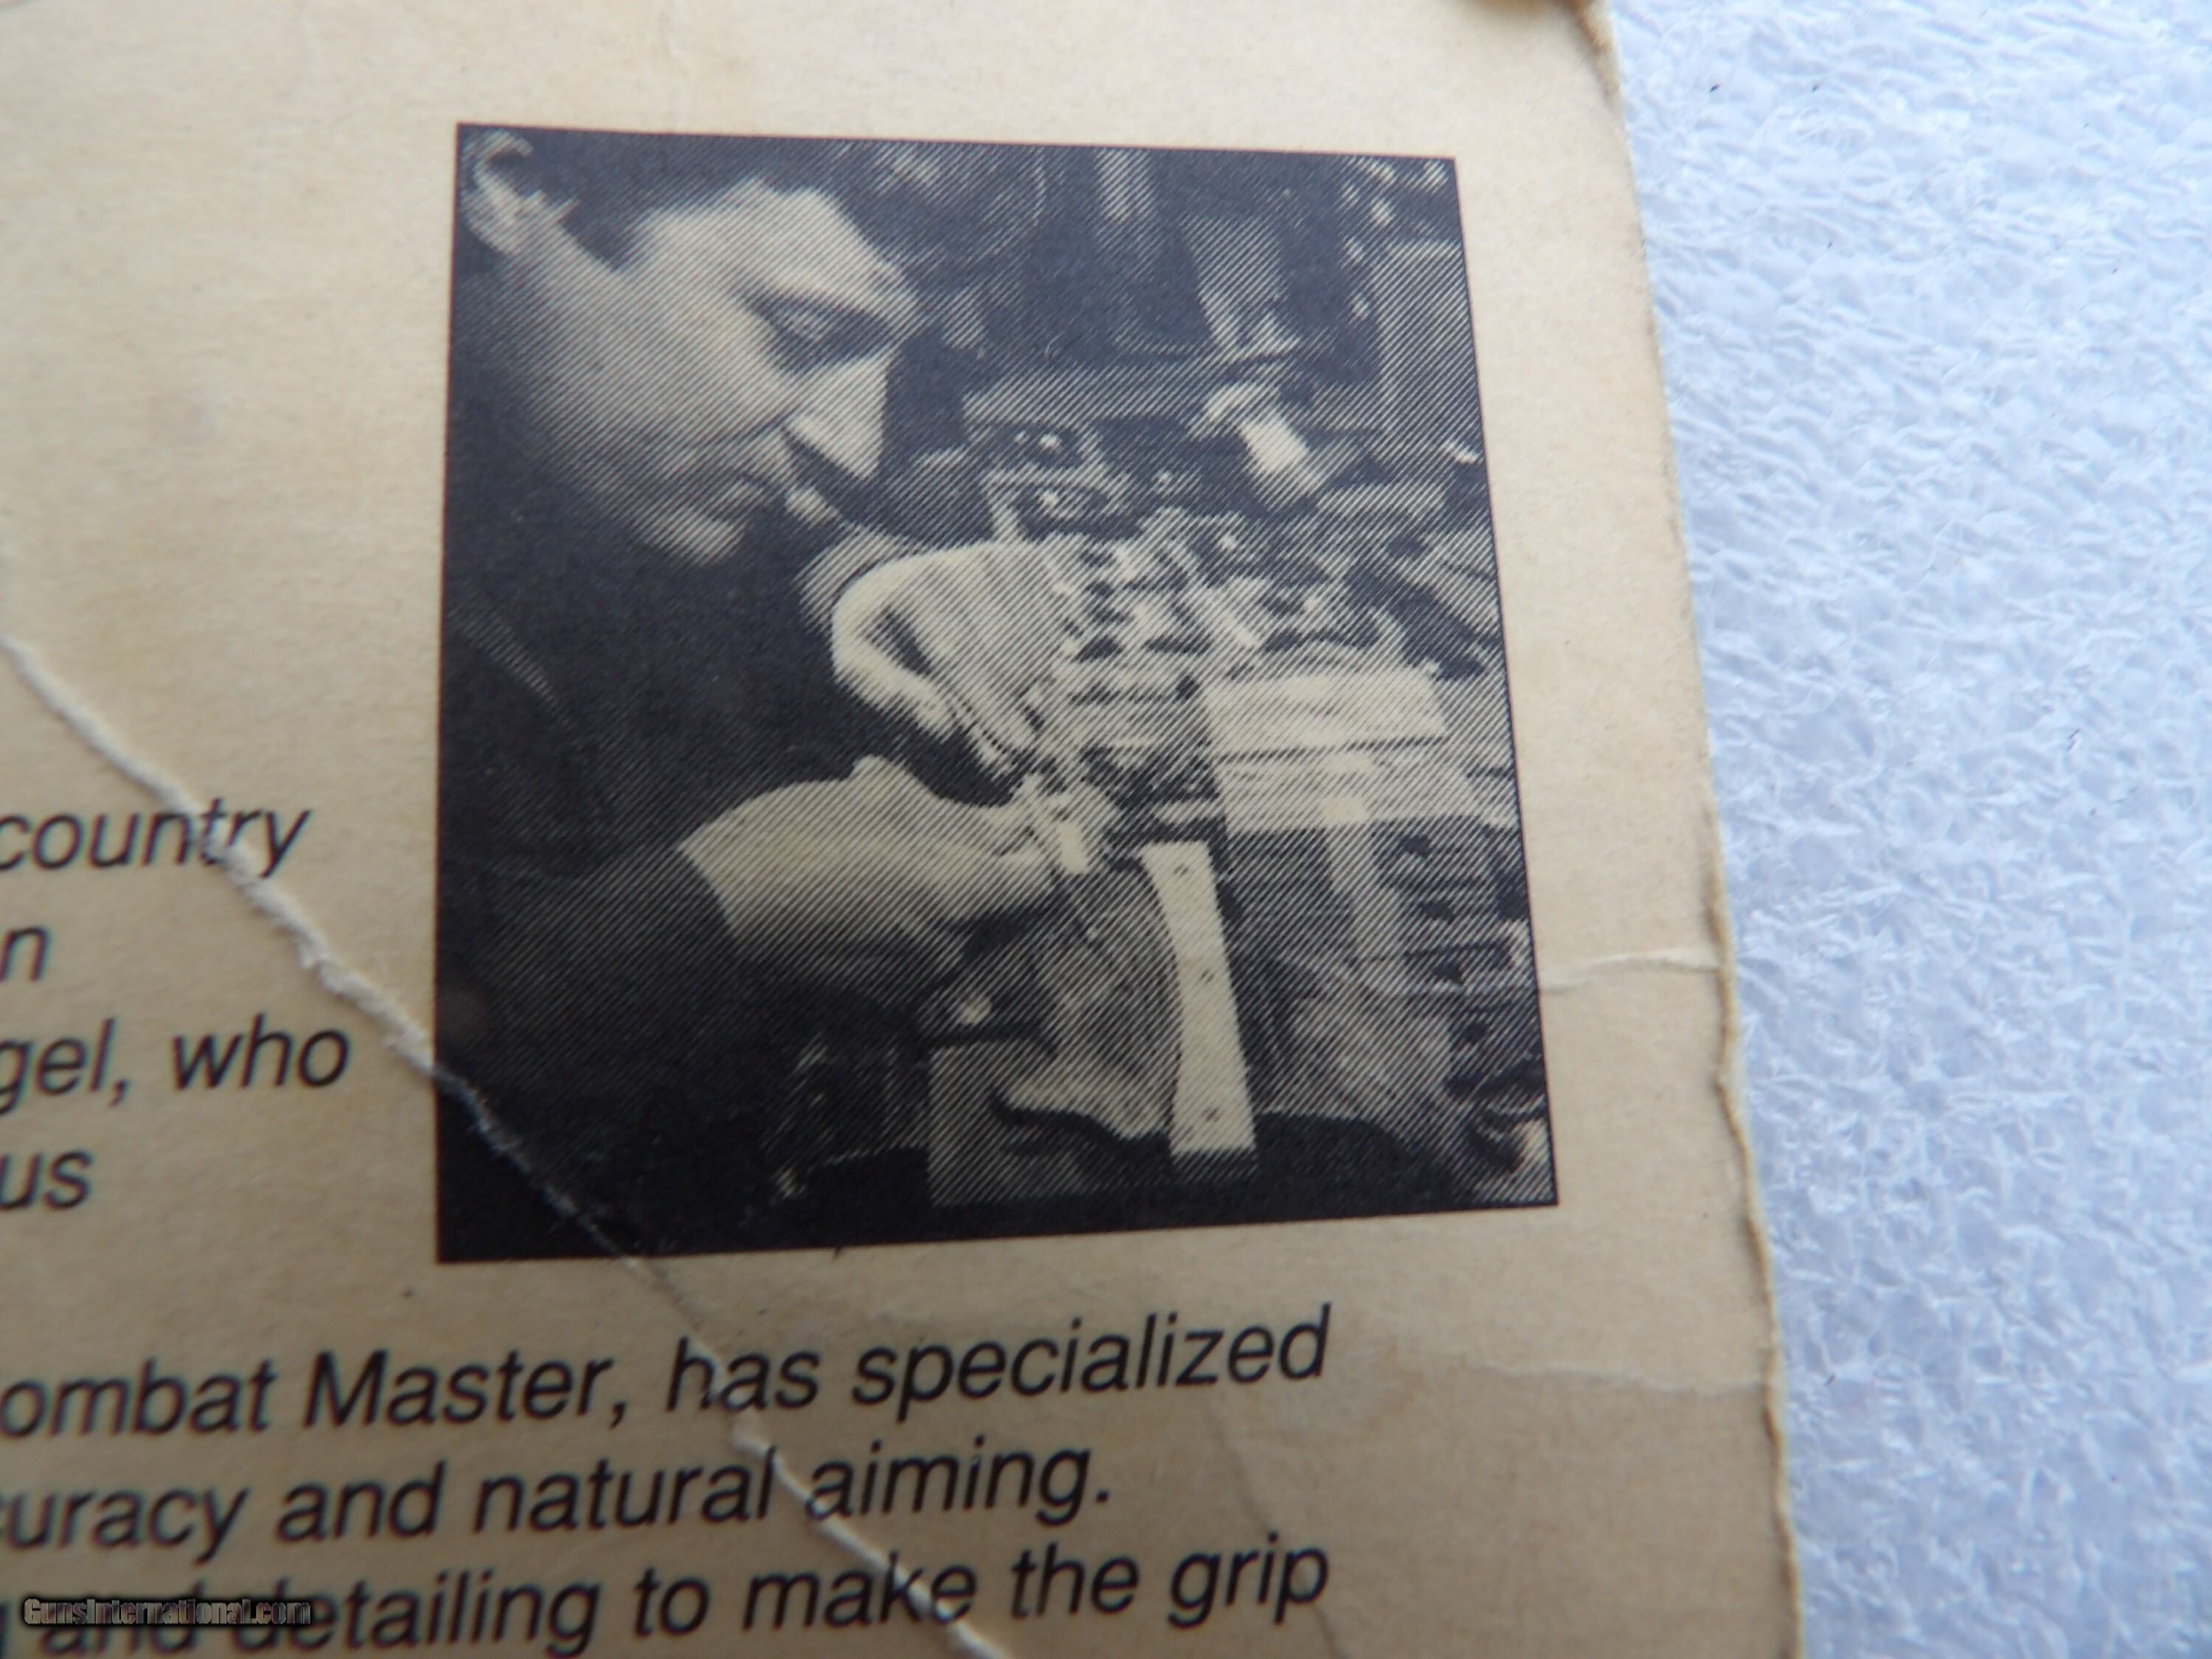 country
n
gel, who
us
ombat Master, has specialized
curacy and natural aiming.
and detailing to make the grip
GunsInternational.com